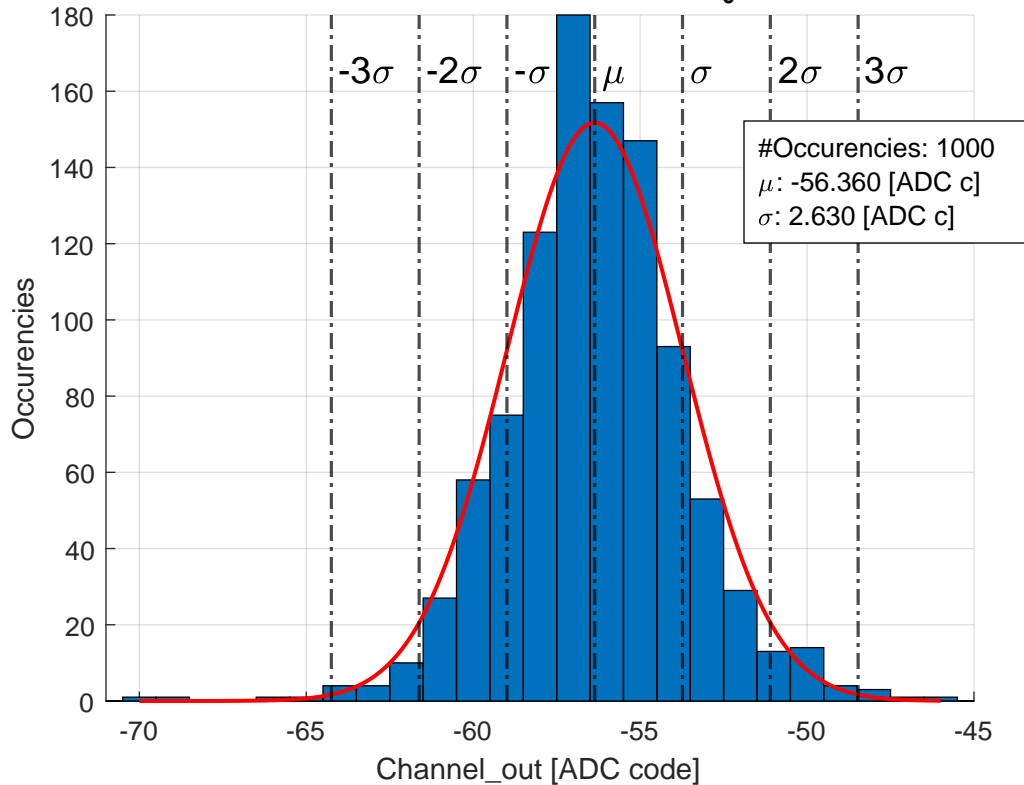 180
160
140
120
100
80
60
40
20
0
-3σ -2σ -σ μ σ 2σ 3σ
#Occurencies: 1000
μ: -56.360 [ADC c]
σ: 2.630 [ADC c]
Occurencies
-70 -65 -60 -55 -50 -45
Channel_out [ADC code]